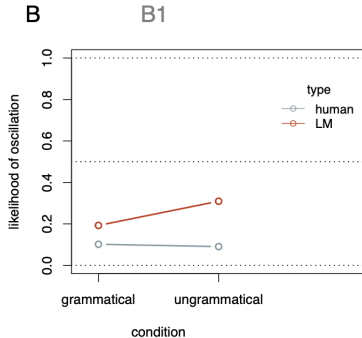 B B1
1.0
0.8
0.6
0.4
0.2
0.0
likelihood of oscillation
type
human
LM
grammatical ungrammatical
condition